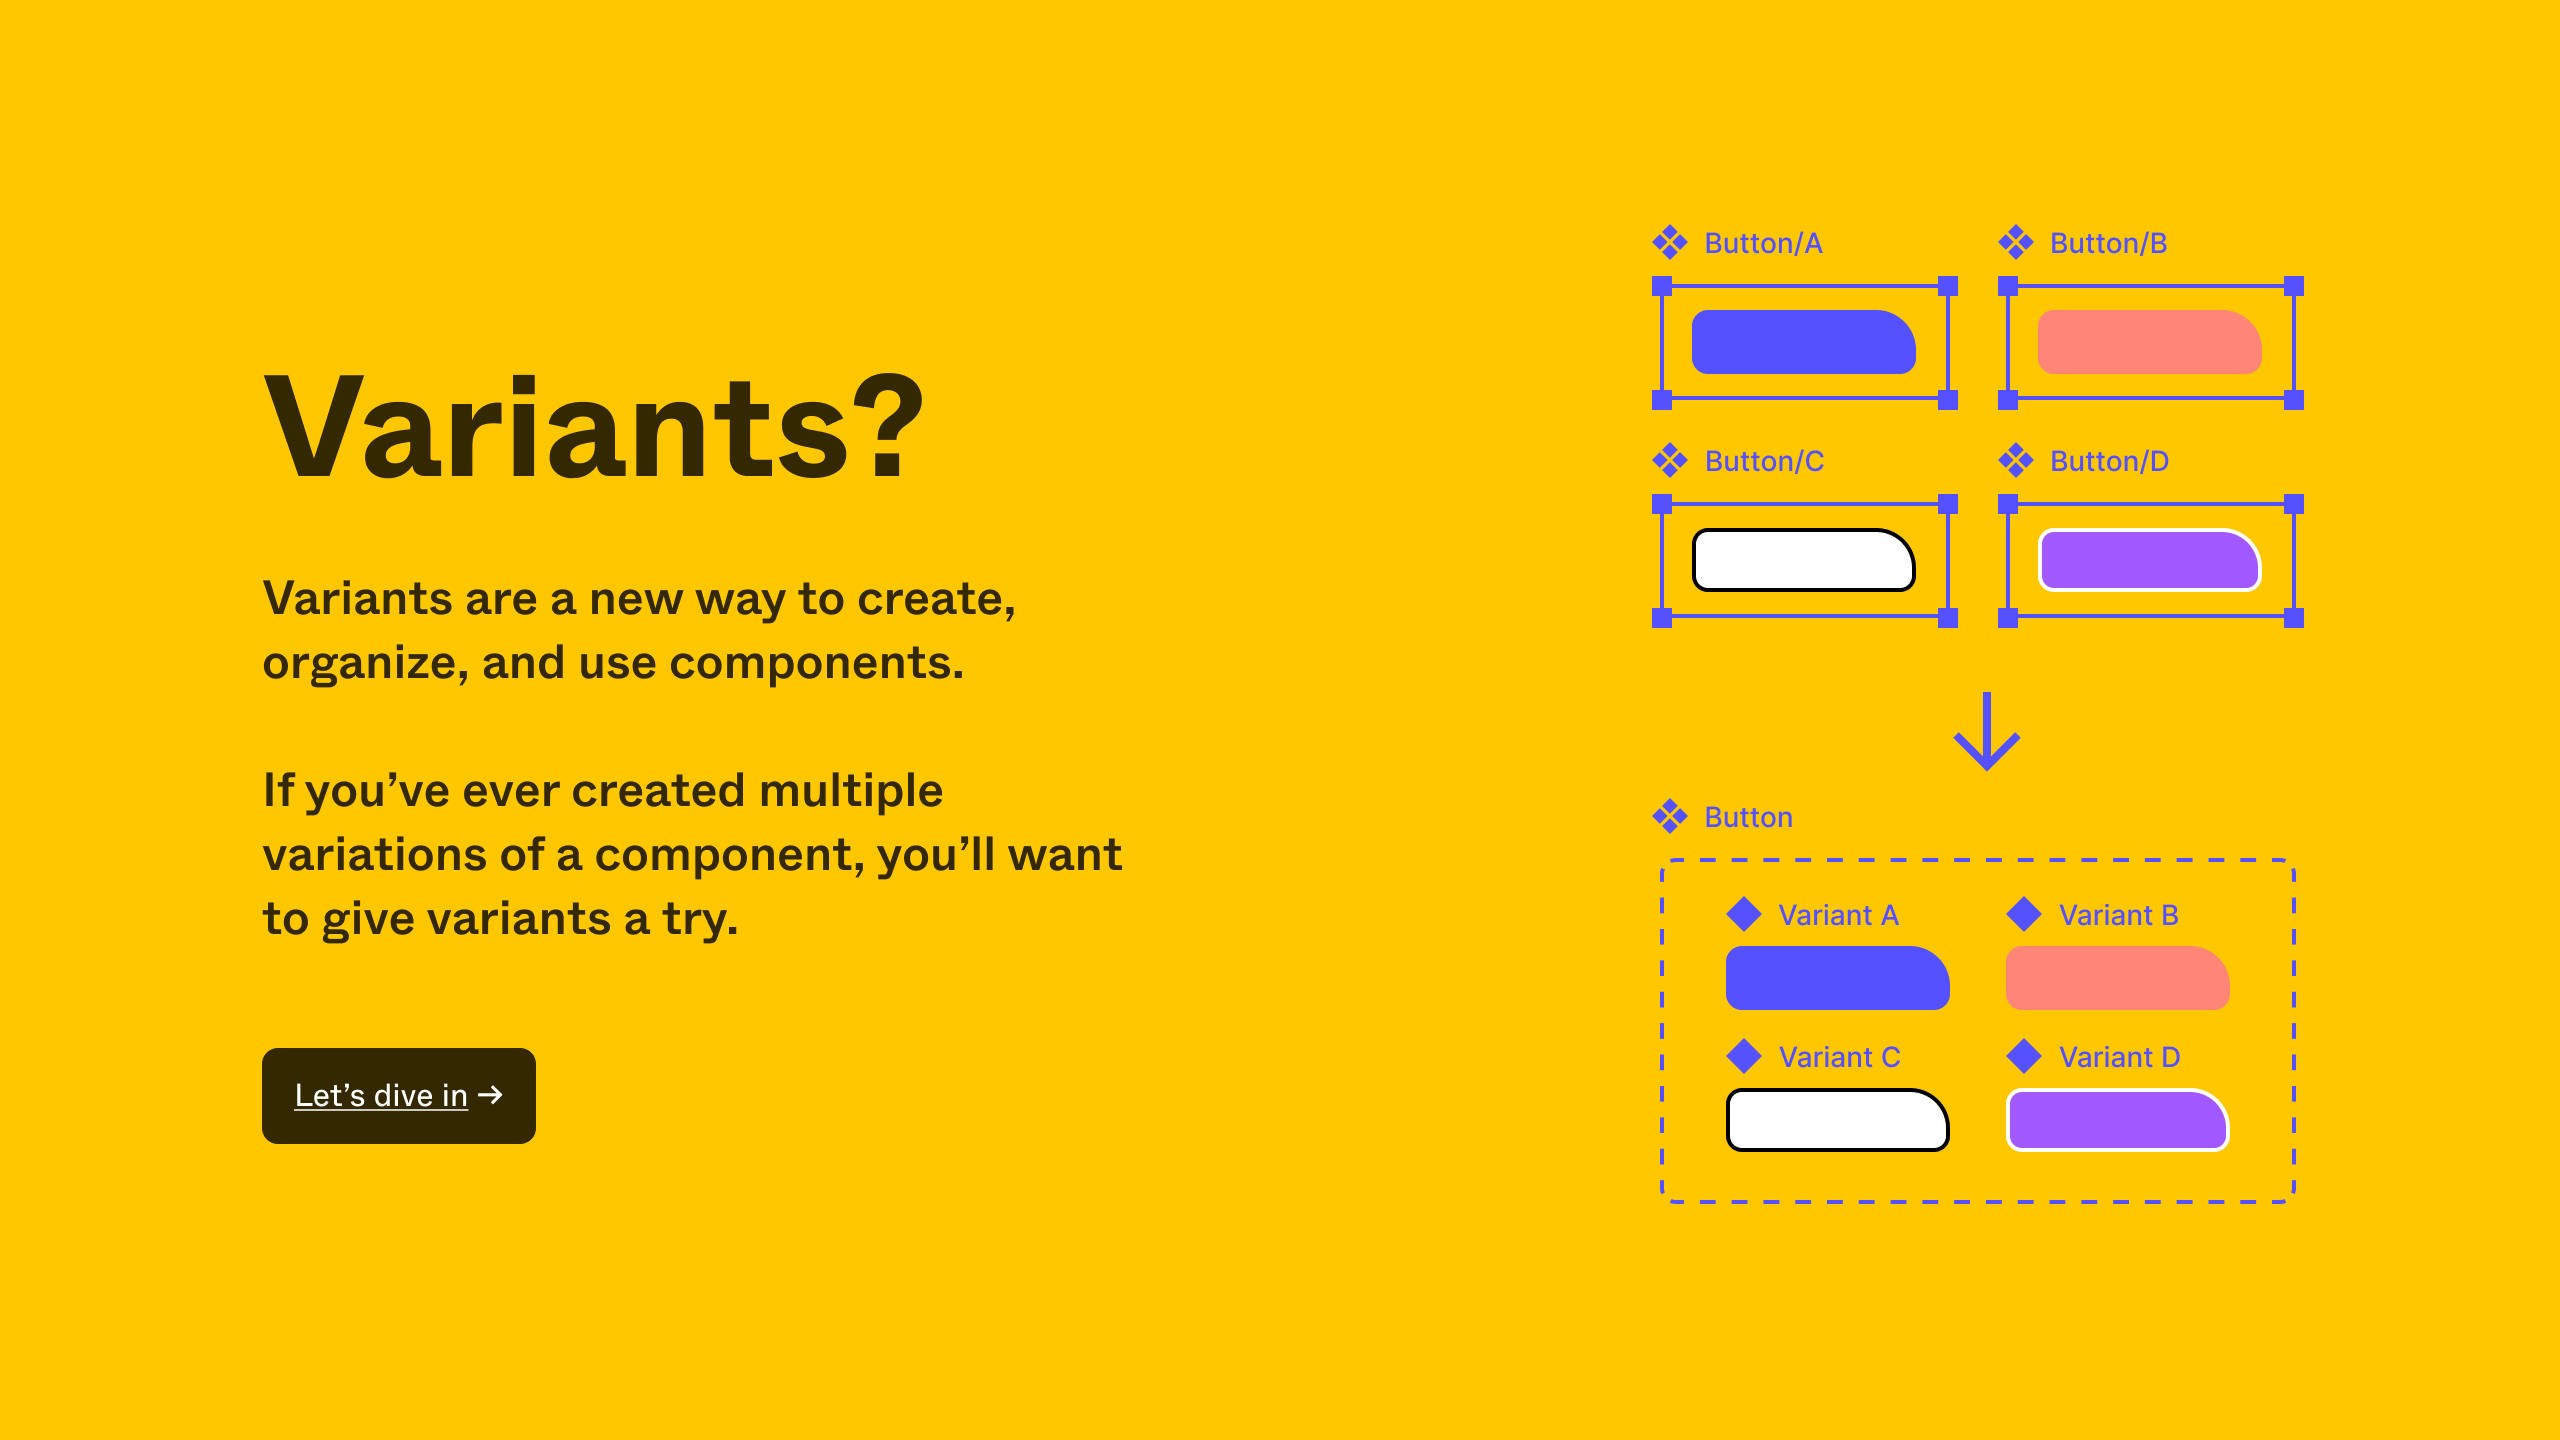 Variants?
Variants are a new way to create,
organize, and use components.
If you’ve ever created multiple
variations of a component, you’ll want
to give variants a try.
Let’s dive in →
Button/A
Button/B
Button/C
Button/D
Button
Variant A
Variant B
Variant C
Variant D